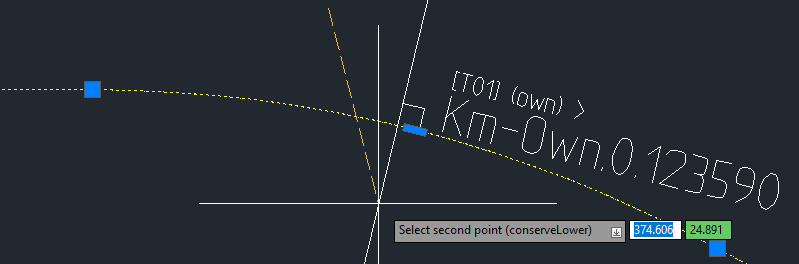 [T01] (own) >
Km-Own.0.123590
Select second point (conserveLower) 374.606 24.891